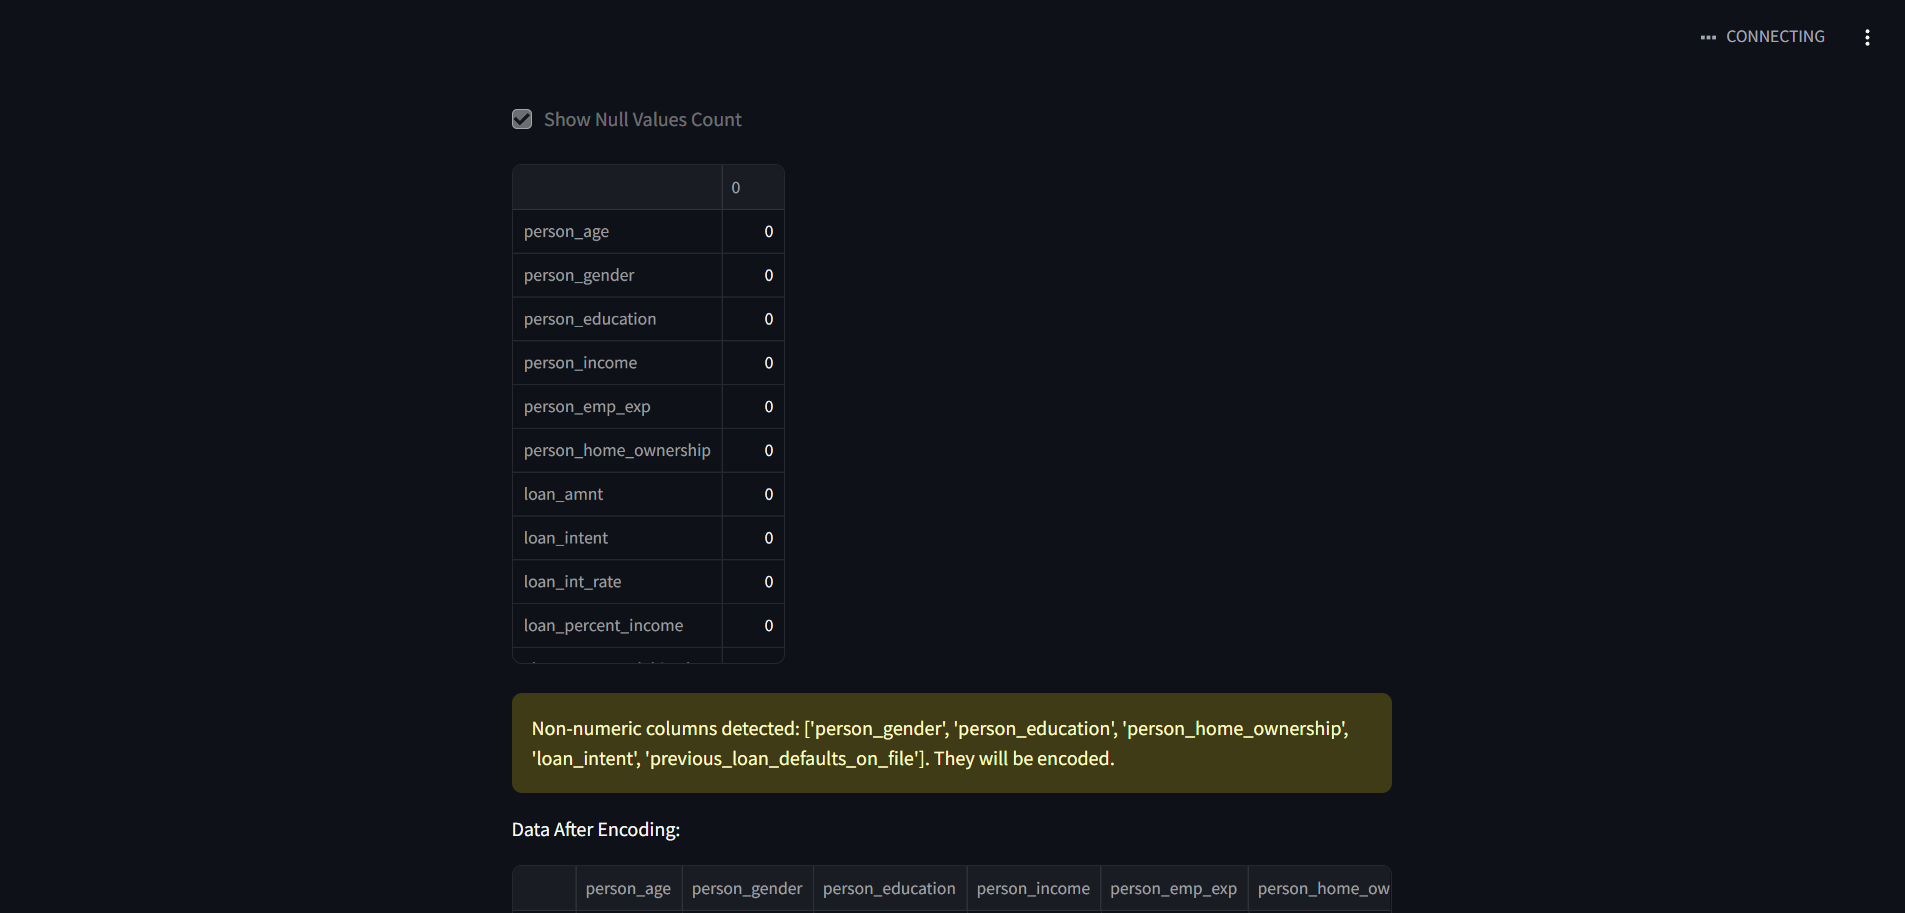 CONNECTING
Show Null Values Count
0
person_age 0
person_gender 0
person_education 0
person_income 0
person_emp_exp 0
person_home_ownership 0
loan_amnt 0
loan_intent 0
loan_int_rate 0
loan_percent_income 0
Non-numeric columns detected: ['person_gender', 'person_education', 'person_home_ownership',
'loan_intent', 'previous_loan_defaults_on_file']. They will be encoded.
Data After Encoding:
person_age person_gender person_education person_income person_emp_exp person_home_ow